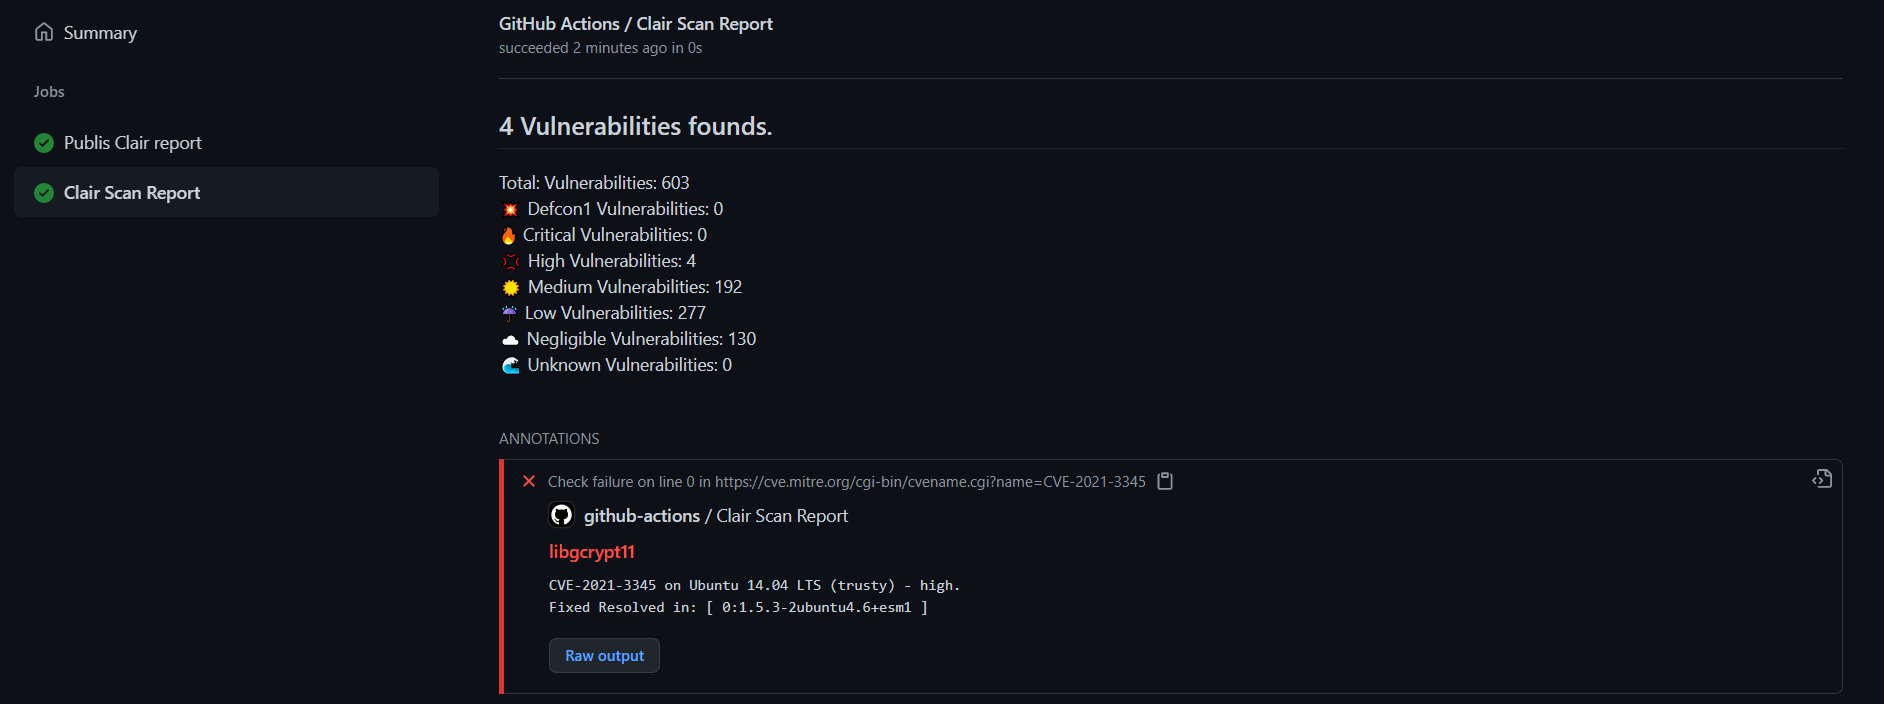 Summary
Jobs
Publis Clair report
Clair Scan Report
GitHub Actions / Clair Scan Report
succeeded 2 minutes ago in 0s
4 Vulnerabilities founds.
Total: Vulnerabilities: 603
💥 Defcon1 Vulnerabilities: 0
🔥 Critical Vulnerabilities: 0
💢 High Vulnerabilities: 4
☀️ Medium Vulnerabilities: 192
☔ Low Vulnerabilities: 277
☁️ Negligible Vulnerabilities: 130
🌊 Unknown Vulnerabilities: 0
ANNOTATIONS
Check failure on line 0 in https://cve.mitre.org/cgi-bin/cvename.cgi?name=CVE-2021-3345
github-actions / Clair Scan Report
libgcrypt11
CVE-2021-3345 on Ubuntu 14.04 LTS (trusty) - high.
Fixed Resolved in: [ 0:1.5.3-2ubuntu4.6+esm1 ]
Raw output